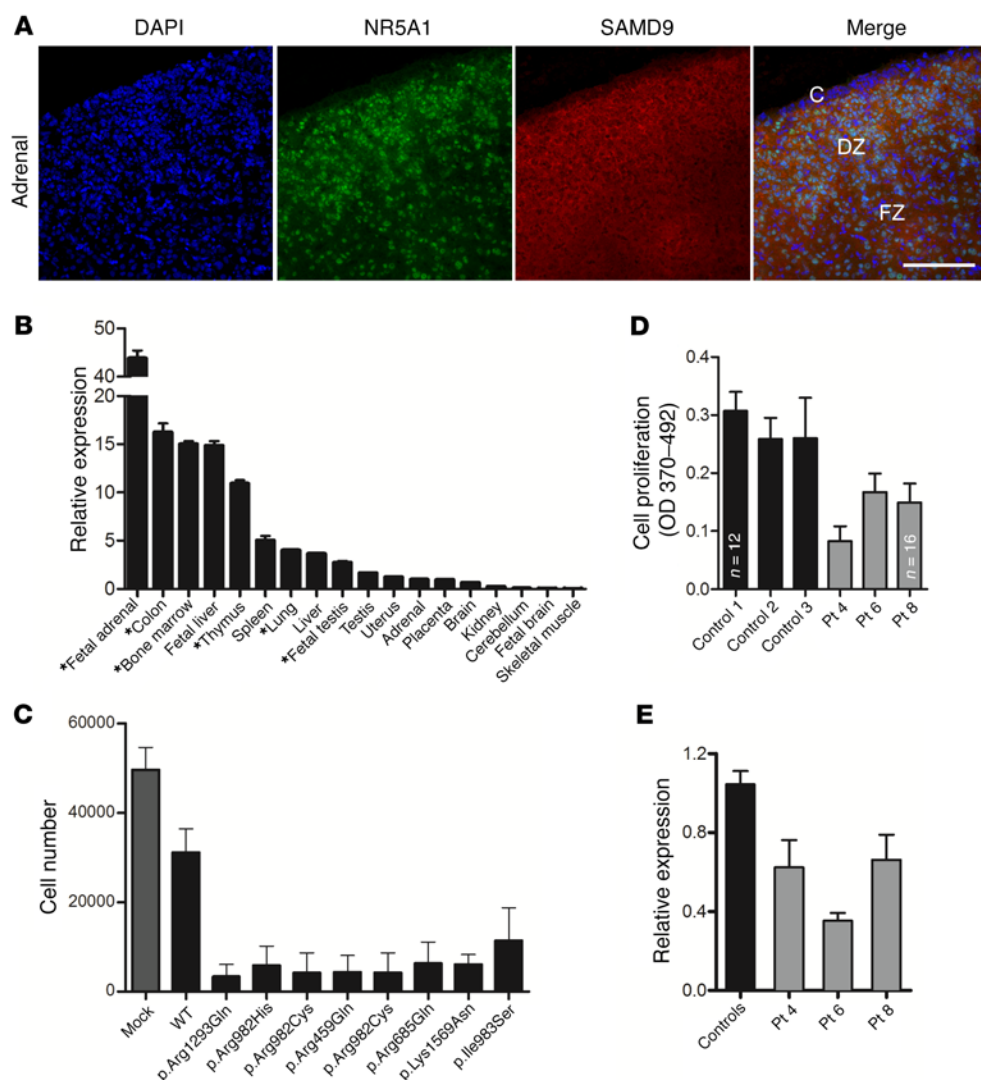 A
DAPI
NR5A1
SAMD9
Merge
Adrenal
C
DZ
FZ
B
Relative expression
50
40
20
15
10
5
0
*Fetal adrenal
*Colon
*Bone marrow
Fetal liver
*Thymus
Spleen
*Lung
Liver
*Fetal testis
Testis
Uterus
Adrenal
Placenta
Brain
Kidney
Cerebellum
Fetal brain
Skeletal muscle
D
Cell proliferation
(OD 370–492)
0.4
0.3
0.2
0.1
0.0
n = 12
n = 16
Control 1
Control 2
Control 3
Pt 4
Pt 6
Pt 8
C
Cell number
60000
40000
20000
0
Mock
WT
p.Arg1293Gln
p.Arg982His
p.Arg982Cys
p.Arg459Gln
p.Arg982Cys
p.Arg685Gln
p.Lys1569Asn
p.Ile983Ser
E
Relative expression
1.2
0.8
0.4
0.0
Controls
Pt 4
Pt 6
Pt 8